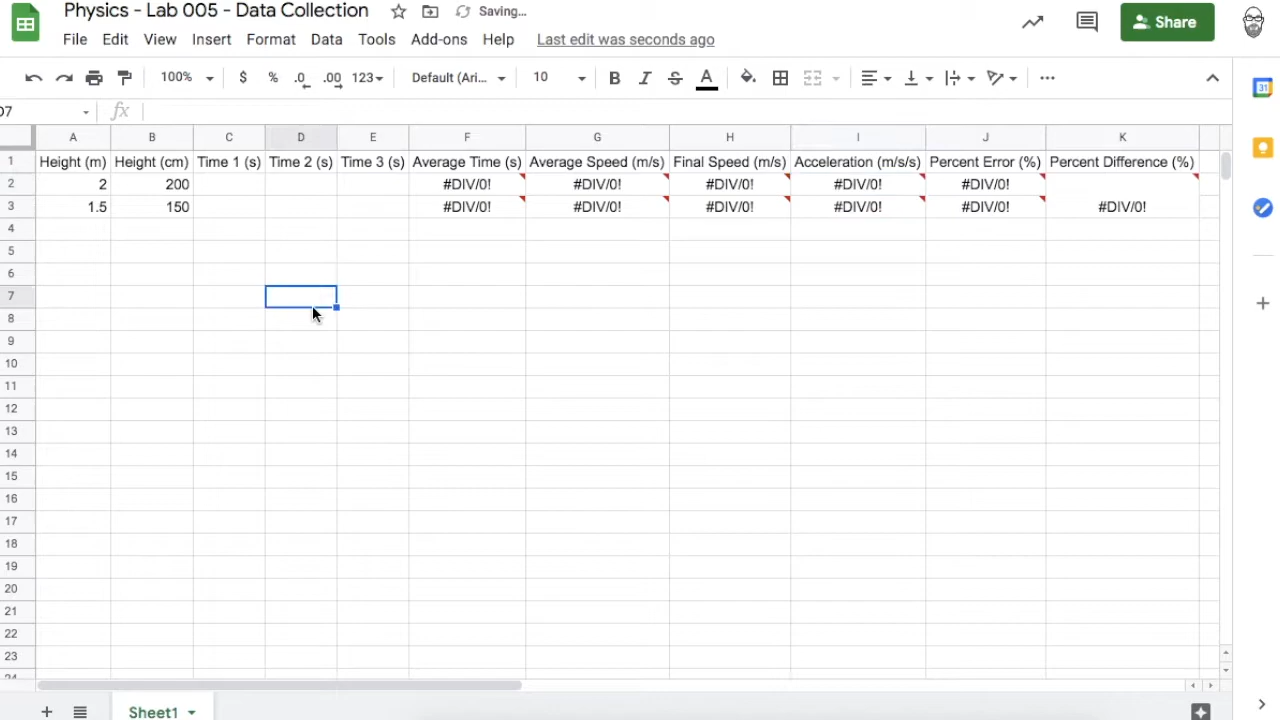 Physics - Lab 005 - Data Collection Saving...
File Edit View Insert Format Data Tools Add-ons Help Last edit was seconds ago
Share
100% $ % .0 .00 123 Default (Ari... 10 B I S A
31
D7 fx
A B C D E F G H I J K
1 Height (m) Height (cm) Time 1 (s) Time 2 (s) Time 3 (s) Average Time (s) Average Speed (m/s) Final Speed (m/s) Acceleration (m/s/s) Percent Error (%) Percent Difference (%)
2 2 200 #DIV/0! #DIV/0! #DIV/0! #DIV/0! #DIV/0!
3 1.5 150 #DIV/0! #DIV/0! #DIV/0! #DIV/0! #DIV/0! #DIV/0!
4
5
6
7
8
9
10
11
12
13
14
15
16
17
18
19
20
21
22
23
24
Sheet1